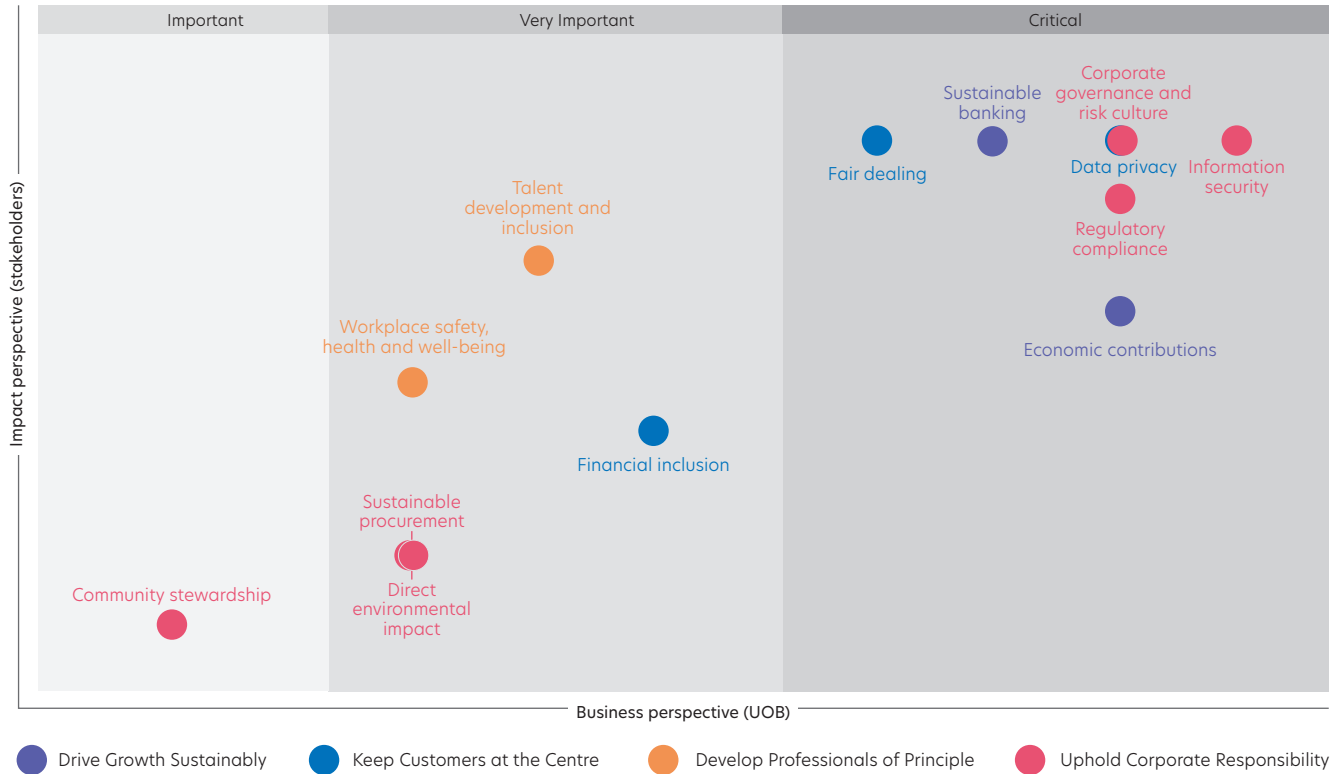 Important
Very Important
Critical
Impact perspective (stakeholders)
Corporate
governance and
risk culture
Sustainable
banking
Fair dealing
Data privacy
Information
security
Talent
development and
inclusion
Regulatory
compliance
Workplace safety,
health and well-being
Economic contributions
Financial inclusion
Sustainable
procurement
Direct
environmental
impact
Community stewardship
Business perspective (UOB)
Drive Growth Sustainably
Keep Customers at the Centre
Develop Professionals of Principle
Uphold Corporate Responsibility